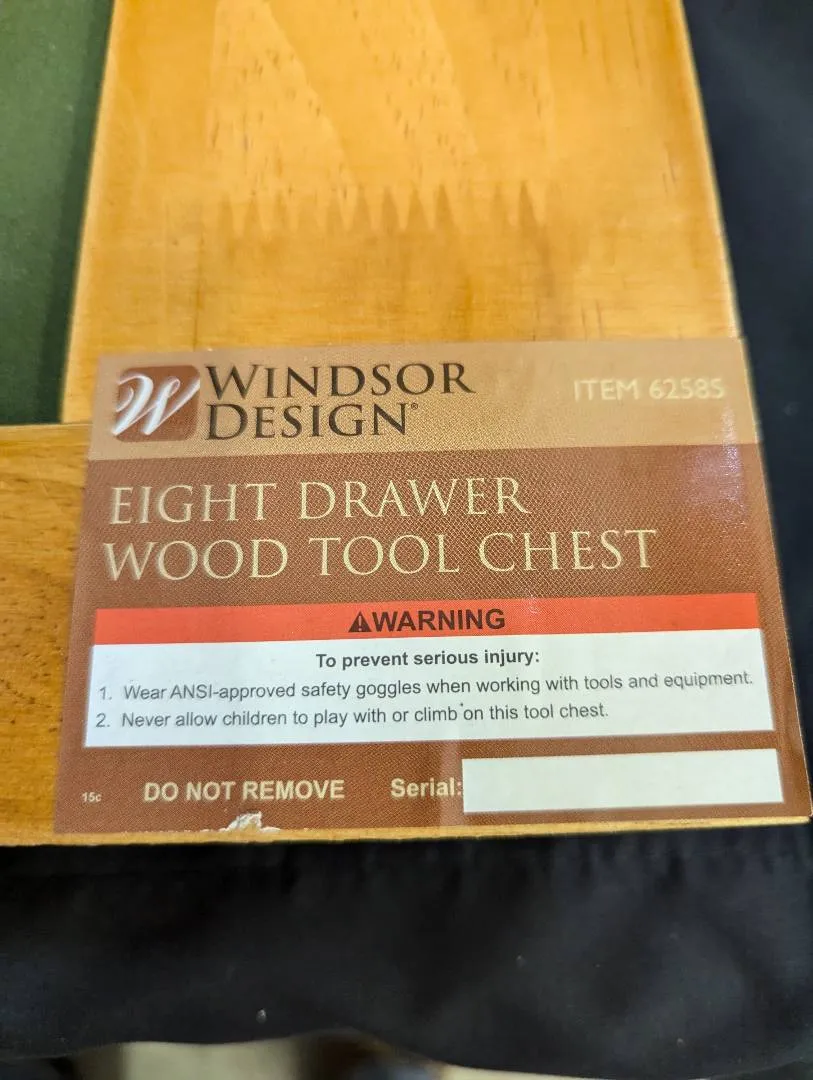 W WINDSOR DESIGN®
ITEM 62585
EIGHT DRAWER
WOOD TOOL CHEST
⚠WARNING
To prevent serious injury:
1. Wear ANSI-approved safety goggles when working with tools and equipment.
2. Never allow children to play with or climb on this tool chest.
15c DO NOT REMOVE Serial: